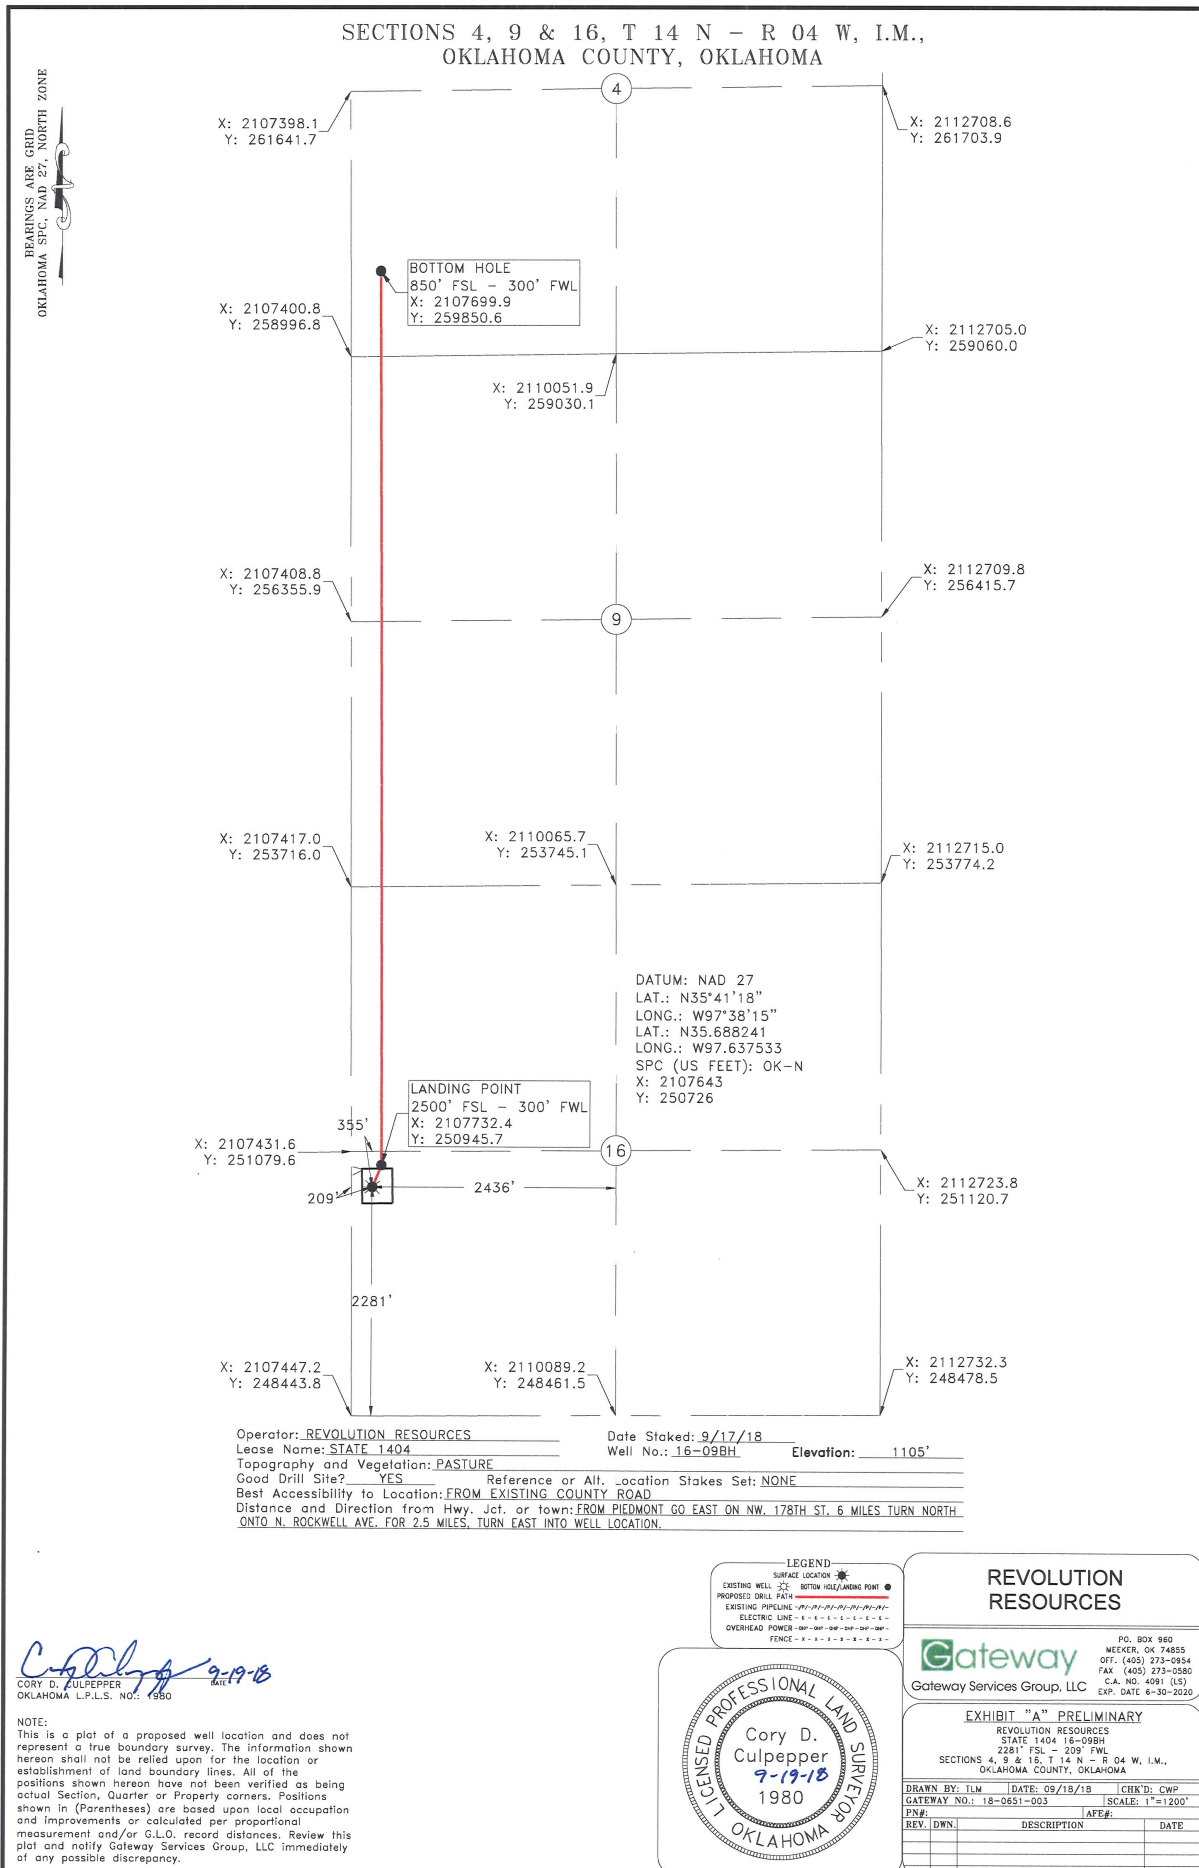 SECTIONS 4, 9 & 16, T 14 N - R 04 W, I.M.,
OKLAHOMA COUNTY, OKLAHOMA
BEARINGS ARE GRID
OKLAHOMA SPC, NAD 27, NORTH ZONE
4
X: 2107398.1
Y: 261641.7
X: 2112708.6
Y: 261703.9
BOTTOM HOLE
850' FSL - 300' FWL
X: 2107699.9
Y: 259850.6
X: 2107400.8
Y: 258996.8
X: 2112705.0
Y: 259060.0
X: 2110051.9
Y: 259030.1
X: 2107408.8
Y: 256355.9
X: 2112709.8
Y: 256415.7
9
X: 2107417.0
Y: 253716.0
X: 2110065.7
Y: 253745.1
X: 2112715.0
Y: 253774.2
DATUM: NAD 27
LAT.: N35°41'18"
LONG.: W97°38'15"
LAT.: N35.688241
LONG.: W97.637533
SPC (US FEET): OK-N
X: 2107643
Y: 250726
LANDING POINT
2500' FSL - 300' FWL
X: 2107732.4
Y: 250945.7
355'
X: 2107431.6
Y: 251079.6
16
209'
2436'
X: 2112723.8
Y: 251120.7
2281'
X: 2107447.2
Y: 248443.8
X: 2110089.2
Y: 248461.5
X: 2112732.3
Y: 248478.5
Operator: REVOLUTION RESOURCES Date Staked: 9/17/18
Lease Name: STATE 1404 Well No.: 16-09BH Elevation: 1105'
Topography and Vegetation: PASTURE
Good Drill Site? YES Reference or Alt. Location Stakes Set: NONE
Best Accessibility to Location: FROM EXISTING COUNTY ROAD
Distance and Direction from Hwy. Jct. or town: FROM PIEDMONT GO EAST ON NW. 178TH ST. 6 MILES TURN NORTH
ONTO N. ROCKWELL AVE. FOR 2.5 MILES, TURN EAST INTO WELL LOCATION.
LEGEND
SURFACE LOCATION
EXISTING WELL BOTTOM HOLE/LANDING POINT
PROPOSED DRILL PATH
EXISTING PIPELINE -/P/-/P/-/P/-/P/-/P/-/P/-
ELECTRIC LINE - E - E - E - E - E - E - E -
OVERHEAD POWER -OHP-OHP-OHP-OHP-OHP-OHP-
FENCE - X - X - X - X - X - X - X -
REVOLUTION
RESOURCES
Gateway
Gateway Services Group, LLC
PO. BOX 960
MEEKER, OK 74855
OFF. (405) 273-0954
FAX (405) 273-0580
C.A. NO. 4091 (LS)
EXP. DATE 6-30-2020
EXHIBIT "A" PRELIMINARY
REVOLUTION RESOURCES
STATE 1404 16-09BH
2281' FSL - 209' FWL
SECTIONS 4, 9 & 16, T 14 N - R 04 W, I.M.,
OKLAHOMA COUNTY, OKLAHOMA
DRAWN BY: TLM DATE: 09/18/18 CHK'D: CWP
GATEWAY NO.: 18-0651-003 SCALE: 1"=1200'
PN#: AFE#:
REV. DWN. DESCRIPTION DATE
LICENSED PROFESSIONAL LAND SURVEYOR
Cory D.
Culpepper
9-19-18
1980
OKLAHOMA
9-19-18
CORY D. CULPEPPER DATE
OKLAHOMA L.P.L.S. NO.: 1980
NOTE:
This is a plat of a proposed well location and does not
represent a true boundary survey. The information shown
hereon shall not be relied upon for the location or
establishment of land boundary lines. All of the
positions shown hereon have not been verified as being
actual Section, Quarter or Property corners. Positions
shown in (Parentheses) are based upon local occupation
and improvements or calculated per proportional
measurement and/or G.L.O. record distances. Review this
plat and notify Gateway Services Group, LLC immediately
of any possible discrepancy.